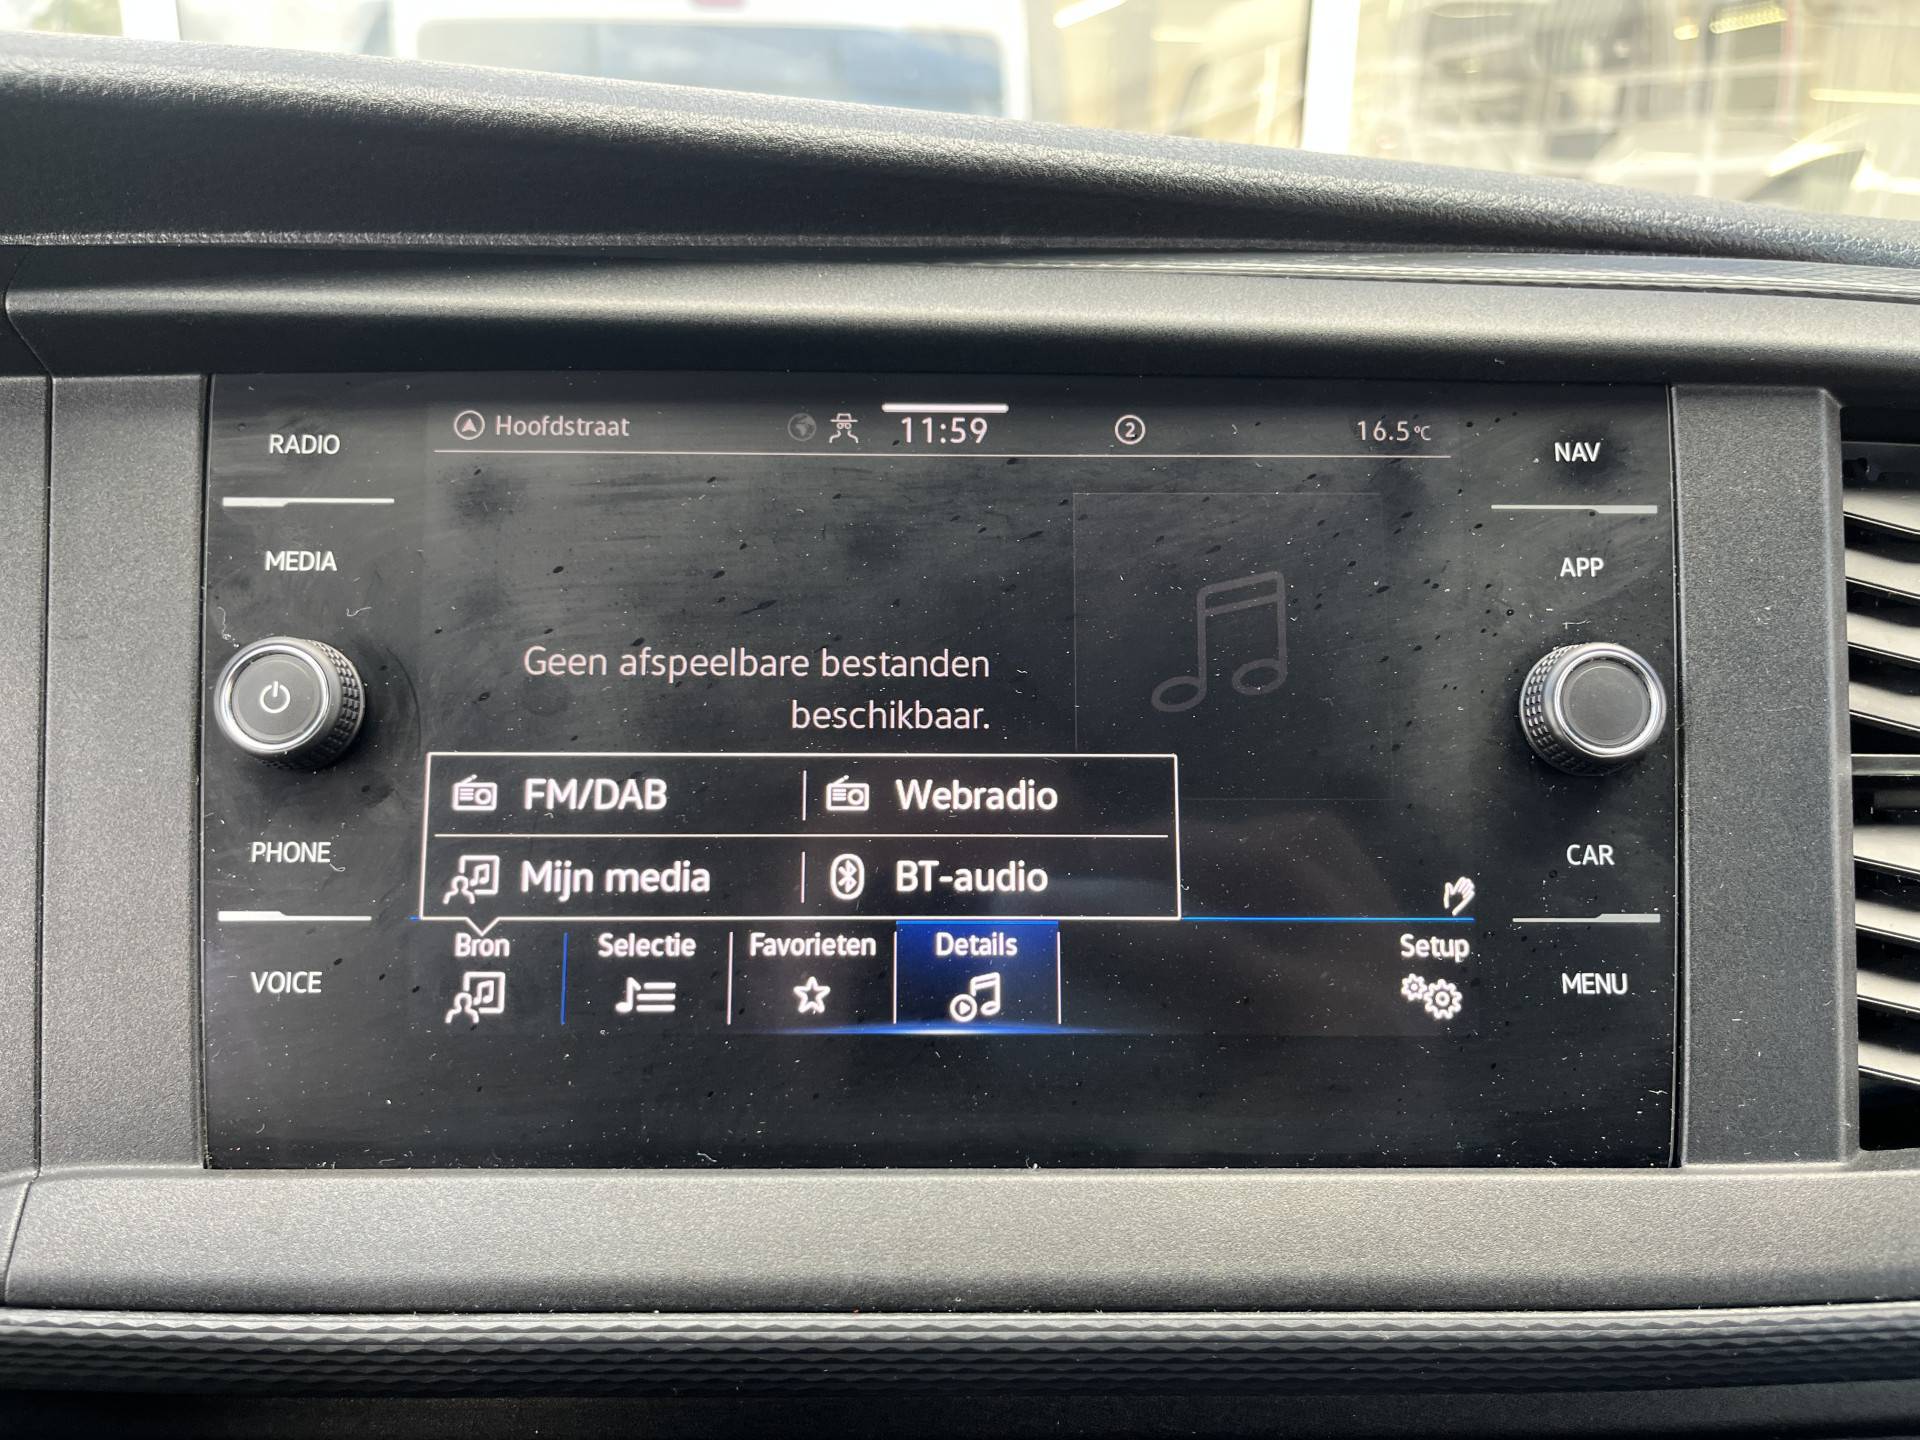 RADIO
MEDIA
PHONE
VOICE
Hoofdstraat
11:59
2
16.5°C
Geen afspeelbare bestanden
beschikbaar.
FM/DAB
Webradio
Mijn media
BT-audio
Bron
Selectie
Favorieten
Details
Setup
NAV
APP
CAR
MENU